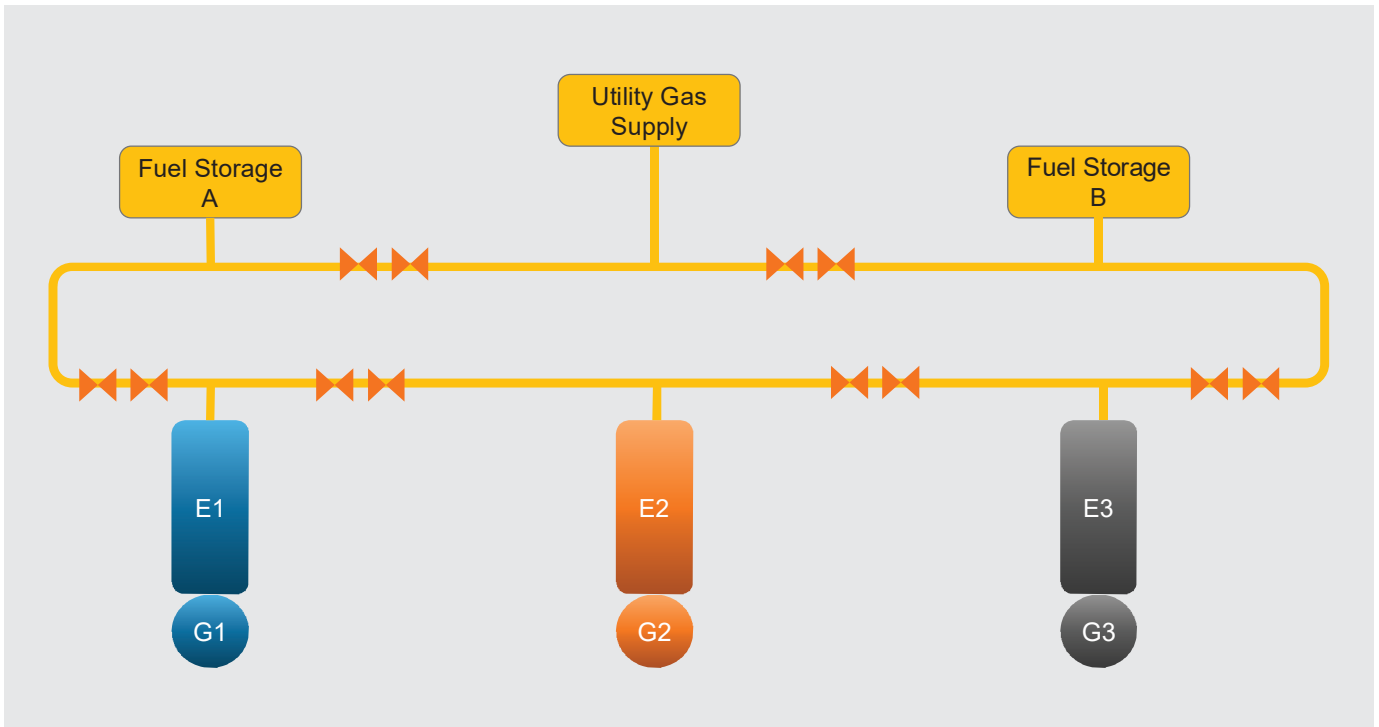 Utility Gas
Supply
Fuel Storage
A
Fuel Storage
B
E1
E2
E3
G1
G2
G3